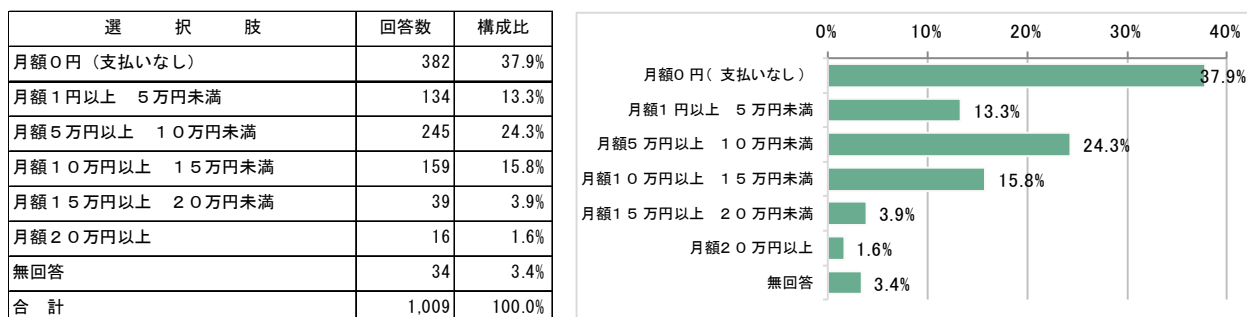 選 択 肢 回答数 構成比
月額0円（支払いなし） 382 37.9%
月額１円以上 ５万円未満 134 13.3%
月額５万円以上 １０万円未満 245 24.3%
月額１０万円以上 １５万円未満 159 15.8%
月額１５万円以上 ２０万円未満 39 3.9%
月額２０万円以上 16 1.6%
無回答 34 3.4%
合 計 1,009 100.0%
0% 10% 20% 30% 40%
月額0 円( 支払いなし ) 37.9%
月額1 円以上 5 万円未満 13.3%
月額5 万円以上 1 0 万円未満 24.3%
月額1 0 万円以上 1 5 万円未満 15.8%
月額1 5 万円以上 2 0 万円未満 3.9%
月額2 0 万円以上 1.6%
無回答 3.4%